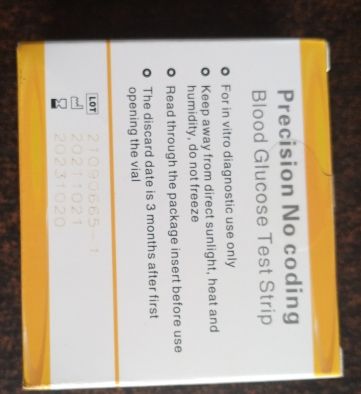 Precision No coding
Blood Glucose Test Strip
For in vitro diagnostic use only
Keep away from direct sunlight, heat and
humidity, do not freeze
Read through the package insert before use
The discard date is 3 months after first
opening the vial
LOT 21090665-1
20211021
20231020